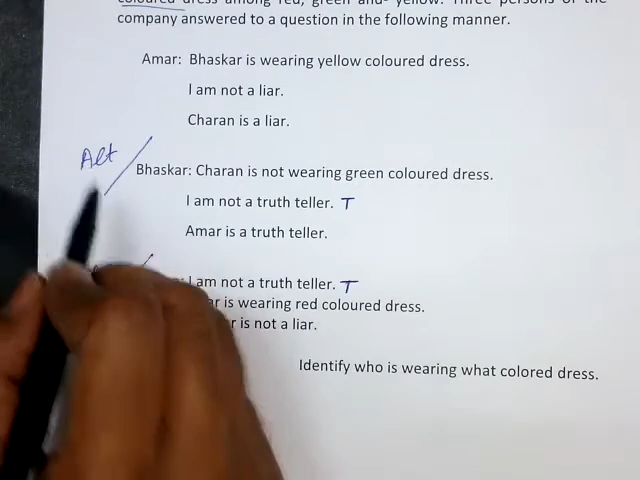 coloured dress among red, green and yellow. Three persons of the
company answered to a question in the following manner.
Amar: Bhaskar is wearing yellow coloured dress.
I am not a liar.
Charan is a liar.
Alt
Bhaskar: Charan is not wearing green coloured dress.
I am not a truth teller. T
Amar is a truth teller.
I am not a truth teller. T
is wearing red coloured dress.
is not a liar.
Identify who is wearing what colored dress.